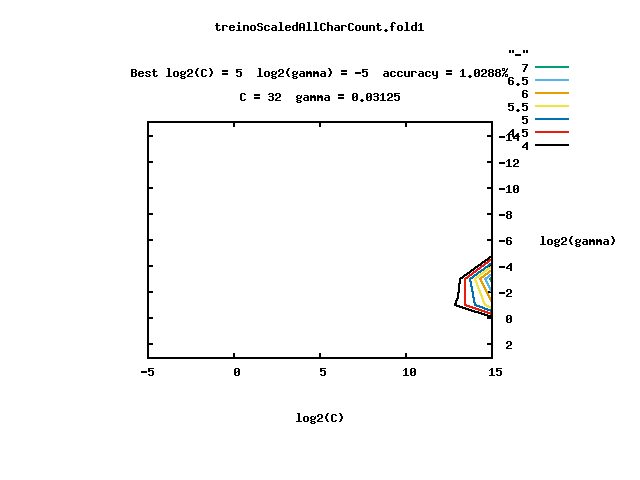 treinoScaledAllCharCount.fold1
"_"
Best log2(C) = 5  log2(gamma) = -5  accuracy = 1.0288%
C = 32  gamma = 0.03125
7
6.5
6
5.5
5
4.5
4
-14
-12
-10
-8
-6
-4
-2
0
2
log2(gamma)
-5 0 5 10 15
log2(C)